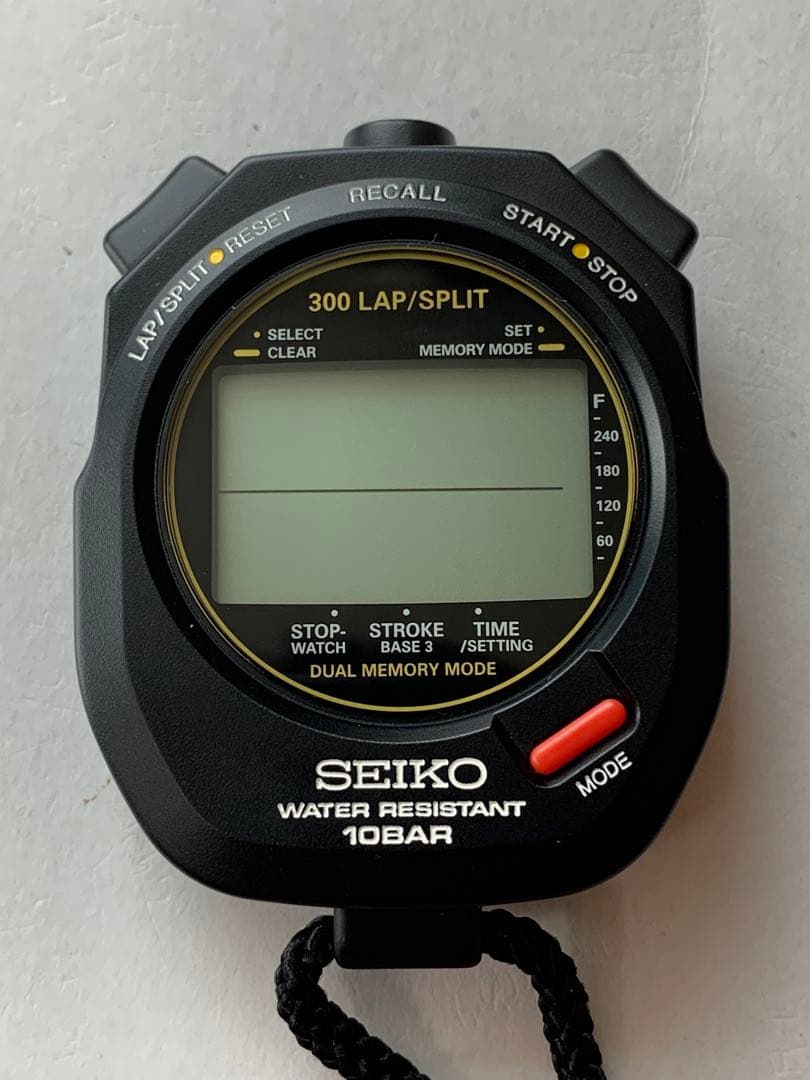 RECALL
LAP/SPLIT • RESET
START • STOP
300 LAP/SPLIT
• SELECT
CLEAR
SET •
MEMORY MODE
F
240
180
120
60
STOP-
WATCH
STROKE
BASE 3
TIME
/SETTING
DUAL MEMORY MODE
MODE
SEIKO
WATER RESISTANT
10BAR